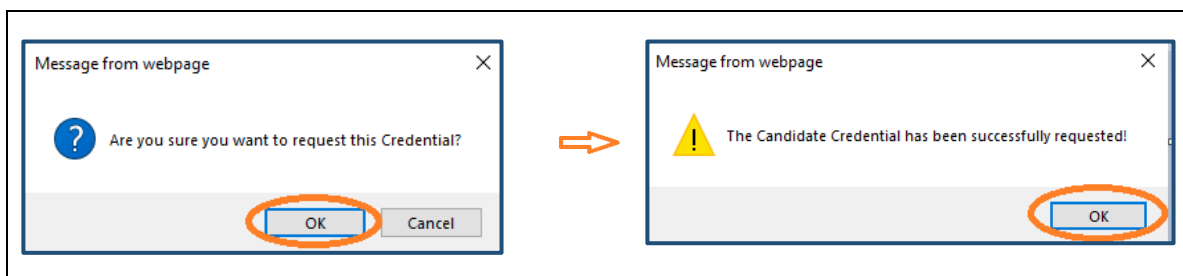 Message from webpage
Are you sure you want to request this Credential?
OK
Cancel
Message from webpage
The Candidate Credential has been successfully requested!
OK